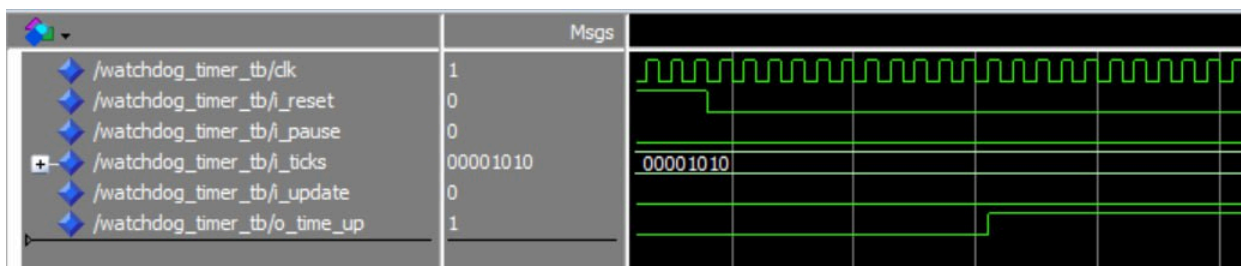 Msgs
/watchdog_timer_tb/clk 1
/watchdog_timer_tb/i_reset 0
/watchdog_timer_tb/i_pause 0
/watchdog_timer_tb/i_ticks 00001010 00001010
/watchdog_timer_tb/i_update 0
/watchdog_timer_tb/o_time_up 1